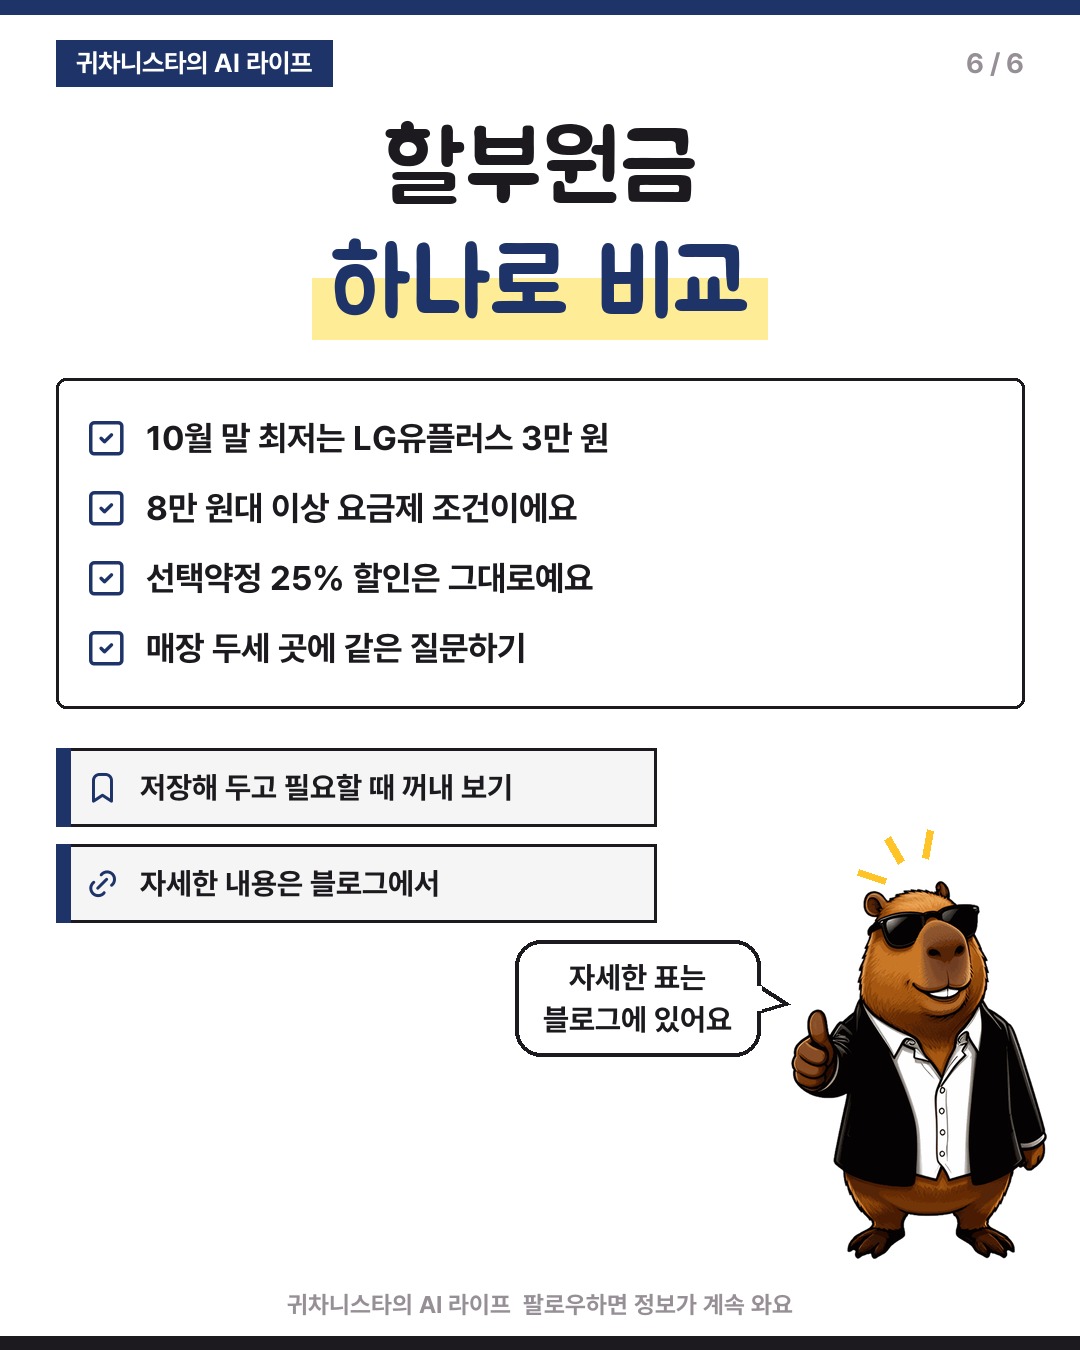 귀차니스타의 AI 라이프
6 / 6
할부원금
하나로 비교
10월 말 최저는 LG유플러스 3만 원
8만 원대 이상 요금제 조건이에요
선택약정 25% 할인은 그대로예요
매장 두세 곳에 같은 질문하기
저장해 두고 필요할 때 꺼내 보기
자세한 내용은 블로그에서
자세한 표는
블로그에 있어요
귀차니스타의 AI 라이프 팔로우하면 정보가 계속 와요